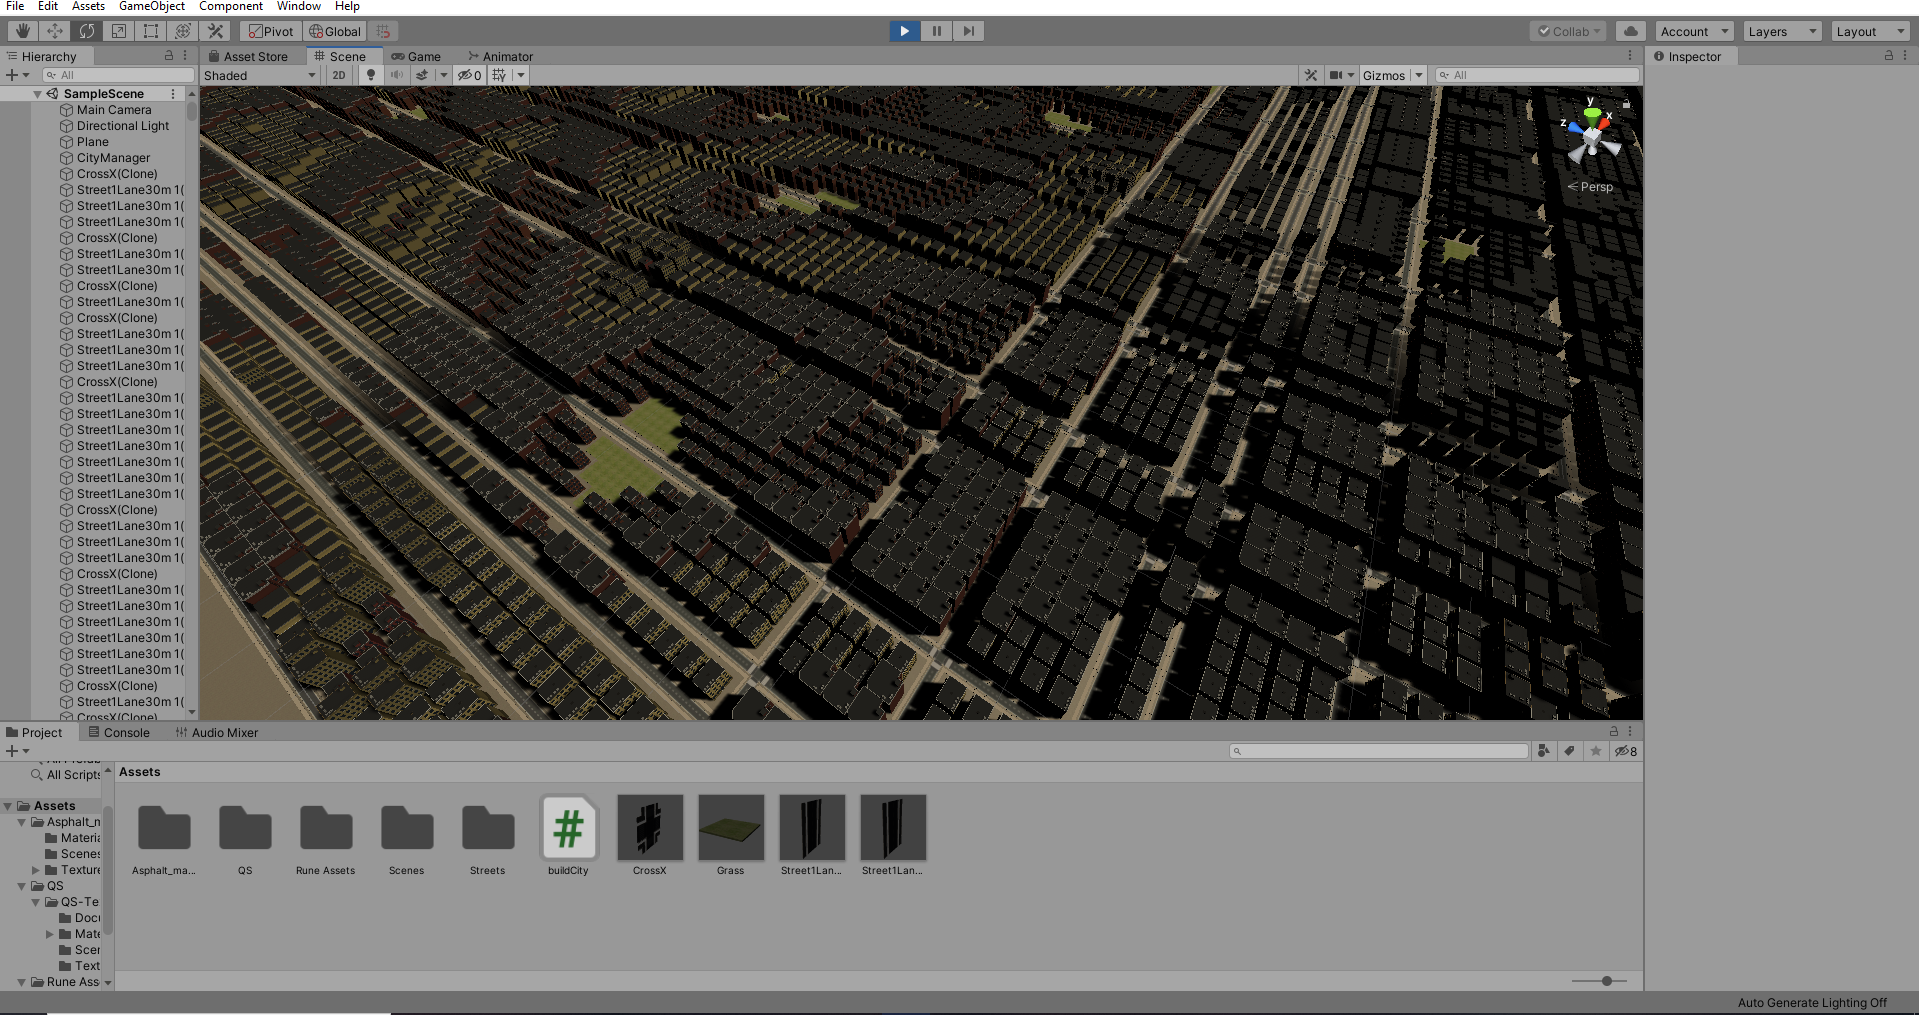 File Edit Assets GameObject Component Window Help
Pivot Global Collab Account Layers Layout
Hierarchy Asset Store Scene Game Animator Inspector
All Shaded 2D 0 Gizmos All
SampleScene
Main Camera
Directional Light
Plane
CityManager
CrossX(Clone)
Street1Lane30m 1(
Street1Lane30m 1(
Street1Lane30m 1(
CrossX(Clone)
Street1Lane30m 1(
Street1Lane30m 1(
CrossX(Clone)
Street1Lane30m 1(
CrossX(Clone)
Street1Lane30m 1(
Street1Lane30m 1(
Street1Lane30m 1(
CrossX(Clone)
Street1Lane30m 1(
Street1Lane30m 1(
Street1Lane30m 1(
Street1Lane30m 1(
Street1Lane30m 1(
Street1Lane30m 1(
Street1Lane30m 1(
CrossX(Clone)
Street1Lane30m 1(
Street1Lane30m 1(
Street1Lane30m 1(
CrossX(Clone)
Street1Lane30m 1(
Street1Lane30m 1(
Street1Lane30m 1(
Street1Lane30m 1(
Street1Lane30m 1(
Street1Lane30m 1(
CrossX(Clone)
Street1Lane30m 1(
CrossX(Clone)
y
x
z
Persp
Project Console Audio Mixer
8
All Scripts
Assets
Asphalt_m
Materia
Scenes
Texture
QS
QS-Te
Docu
Mate
Scen
Text
Rune Ass
Assets
Asphalt_ma... QS Rune Assets Scenes Streets buildCity CrossX Grass Street1Lan... Street1Lan...
Auto Generate Lighting Off